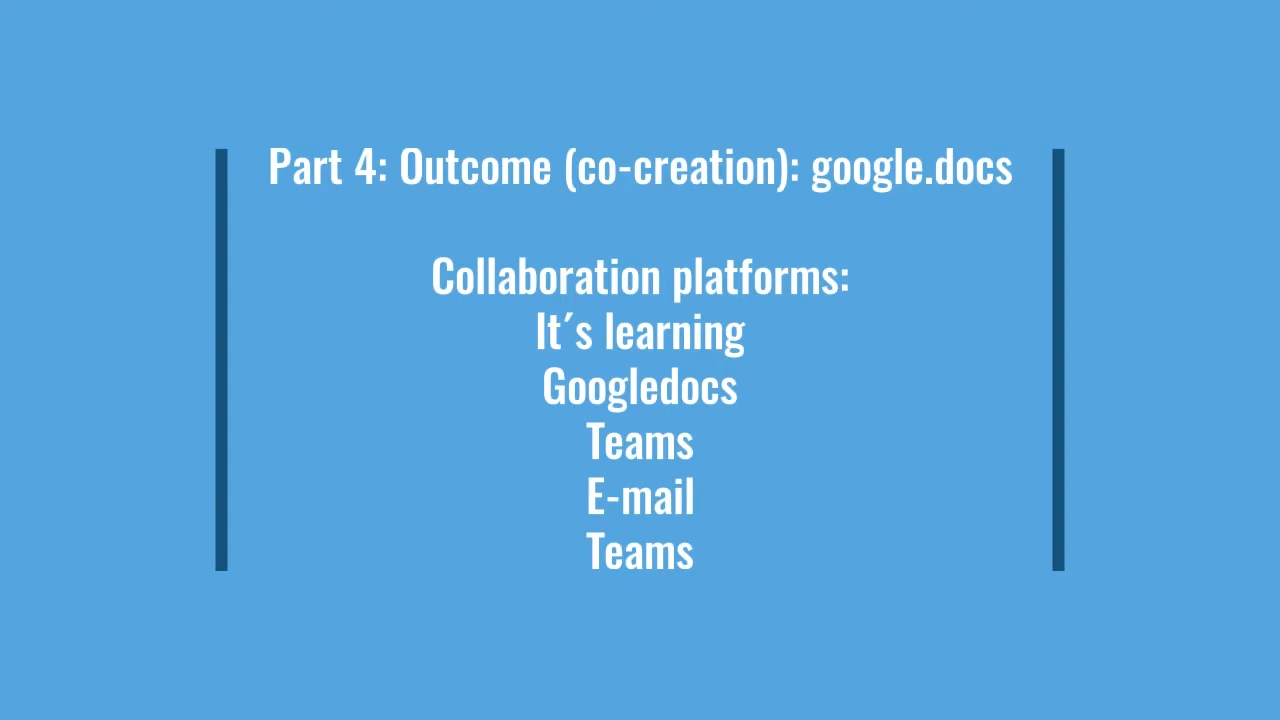 Part 4: Outcome (co-creation): google.docs
Collaboration platforms:
It´s learning
Googledocs
Teams
E-mail
Teams